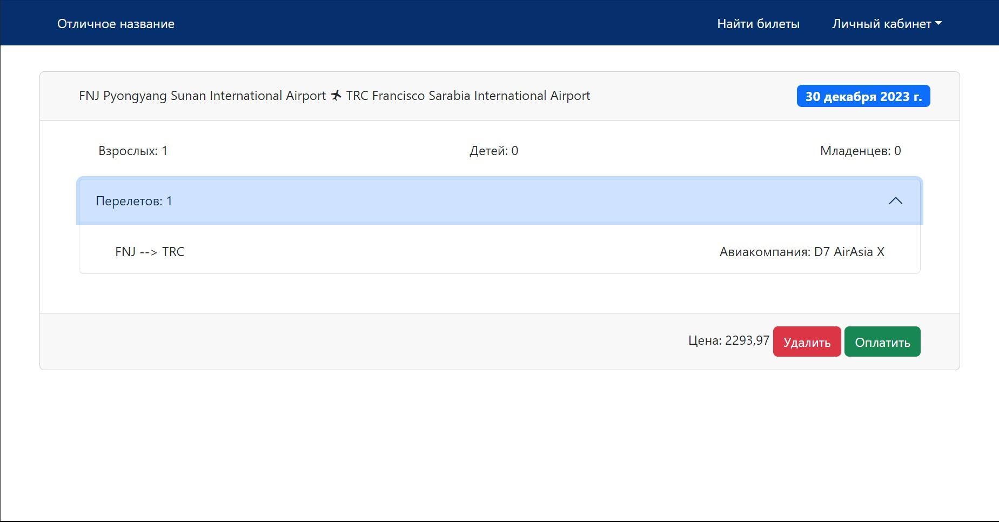 Отличное название Найти билеты Личный кабинет
FNJ Pyongyang Sunan International Airport ✈ TRC Francisco Sarabia International Airport 30 декабря 2023 г.
Взрослых: 1 Детей: 0 Младенцев: 0
Перелетов: 1
FNJ --> TRC Авиакомпания: D7 AirAsia X
Цена: 2293,97 Удалить Оплатить